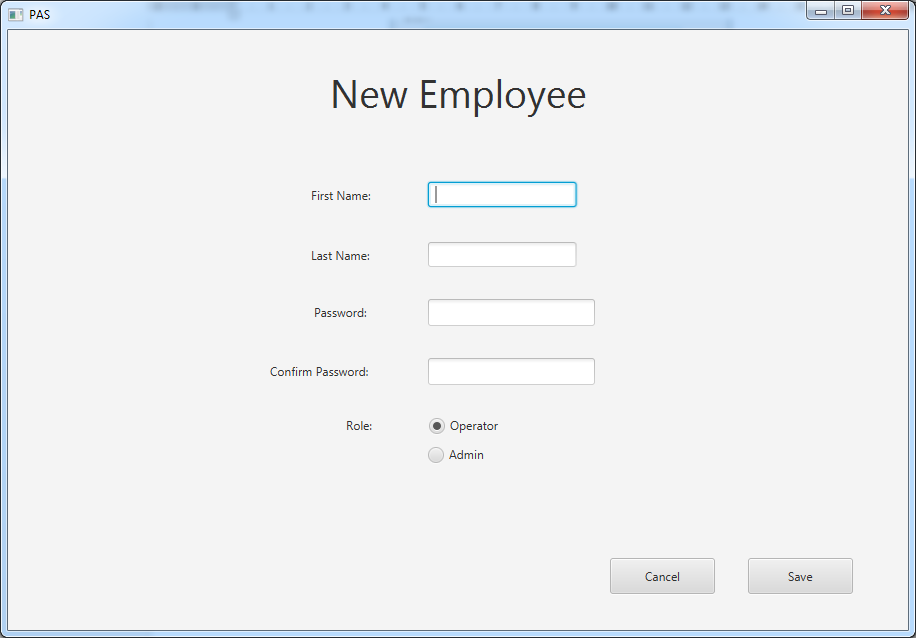 PAS
New Employee
First Name:
Last Name:
Password:
Confirm Password:
Role:
Operator
Admin
Cancel
Save